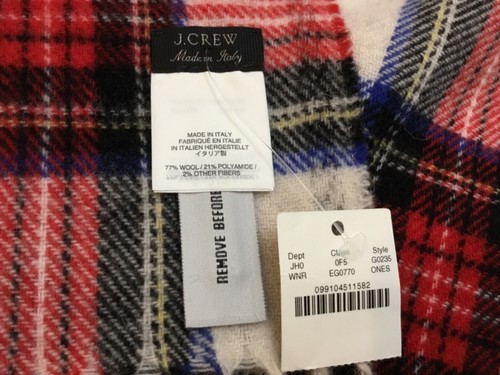 J.CREW
Made in Italy
MADE IN ITALY
FABRIQUÉ EN ITALIE
IN ITALIEN HERGESTELLT
イタリア製
77% WOOL / 21% POLYAMIDE /
2% OTHER FIBERS
REMOVE BEFORE
Dept Class Style
JH0 0F5 G0235
WNR EG0770 ONES
099104511582